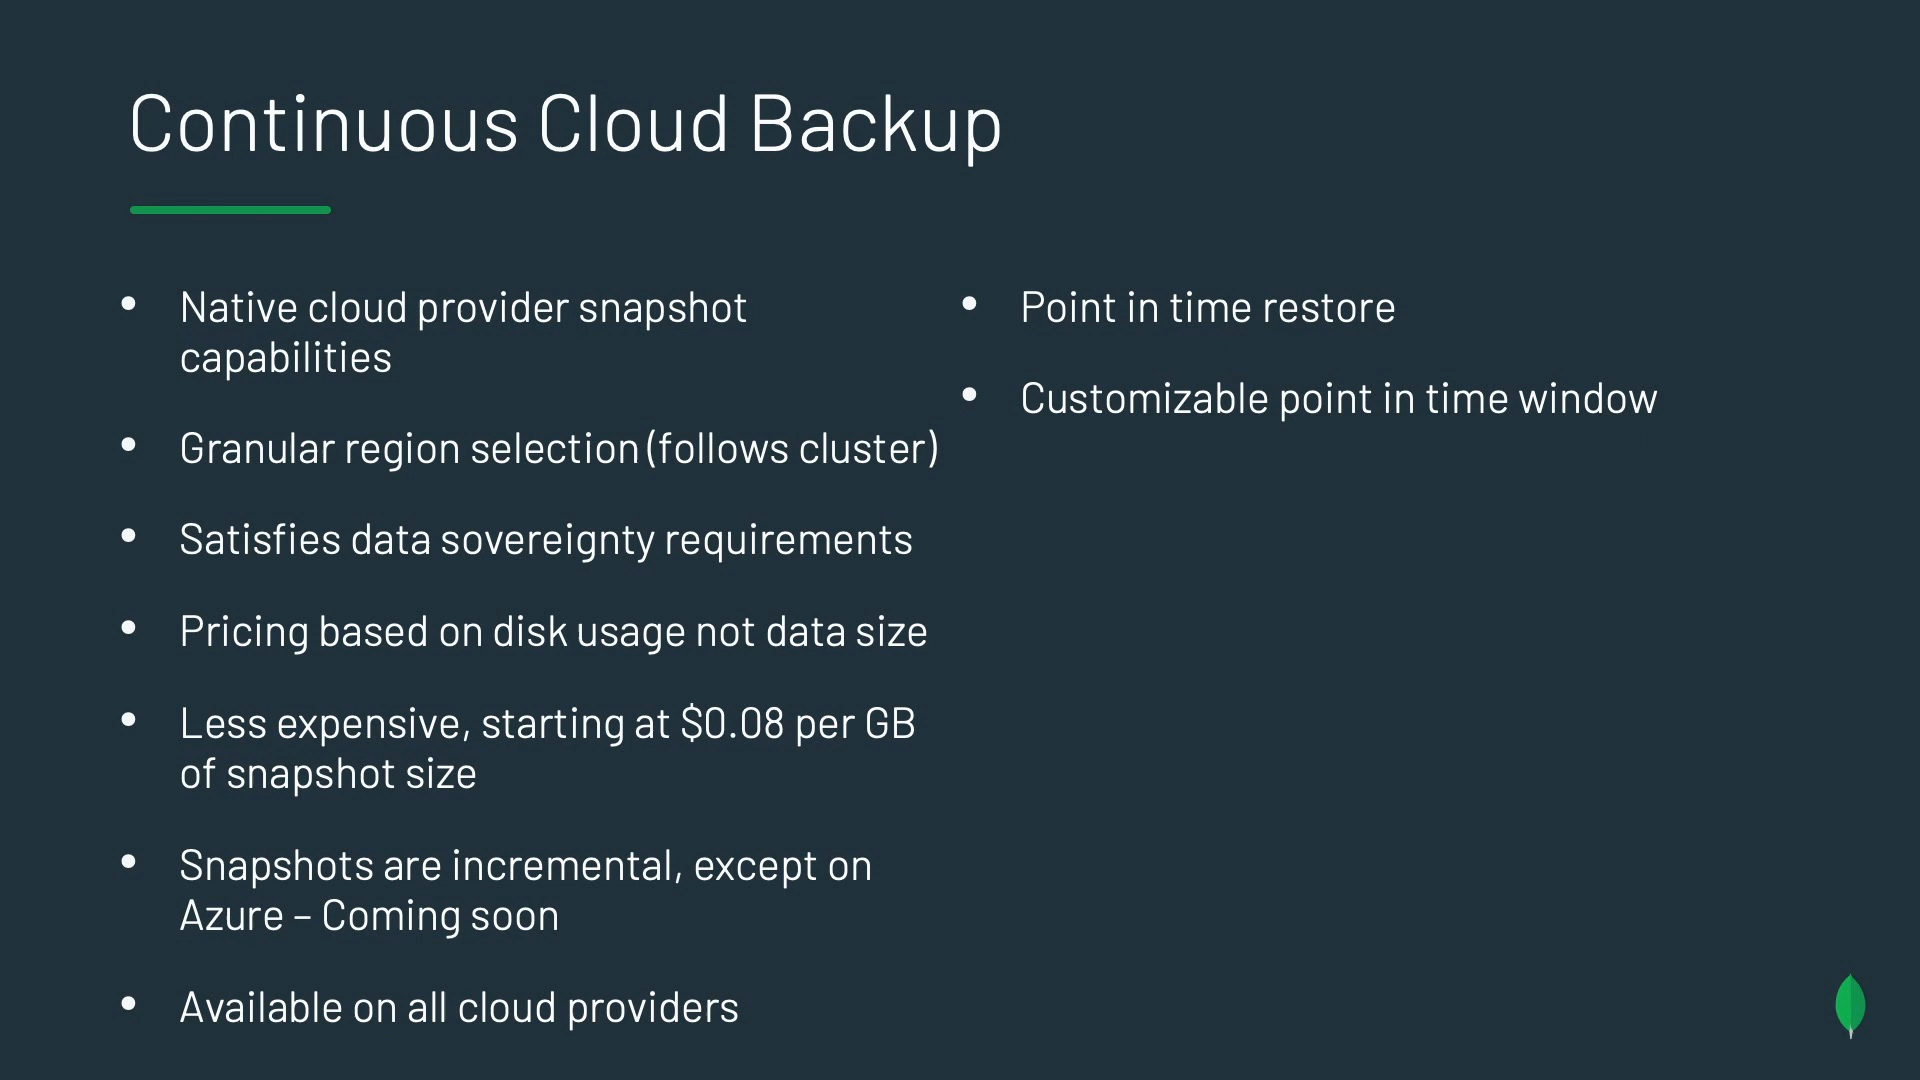 Continuous Cloud Backup
• Native cloud provider snapshot
capabilities
• Granular region selection (follows cluster)
• Satisfies data sovereignty requirements
• Pricing based on disk usage not data size
• Less expensive, starting at $0.08 per GB
of snapshot size
• Snapshots are incremental, except on
Azure – Coming soon
• Available on all cloud providers
• Point in time restore
• Customizable point in time window